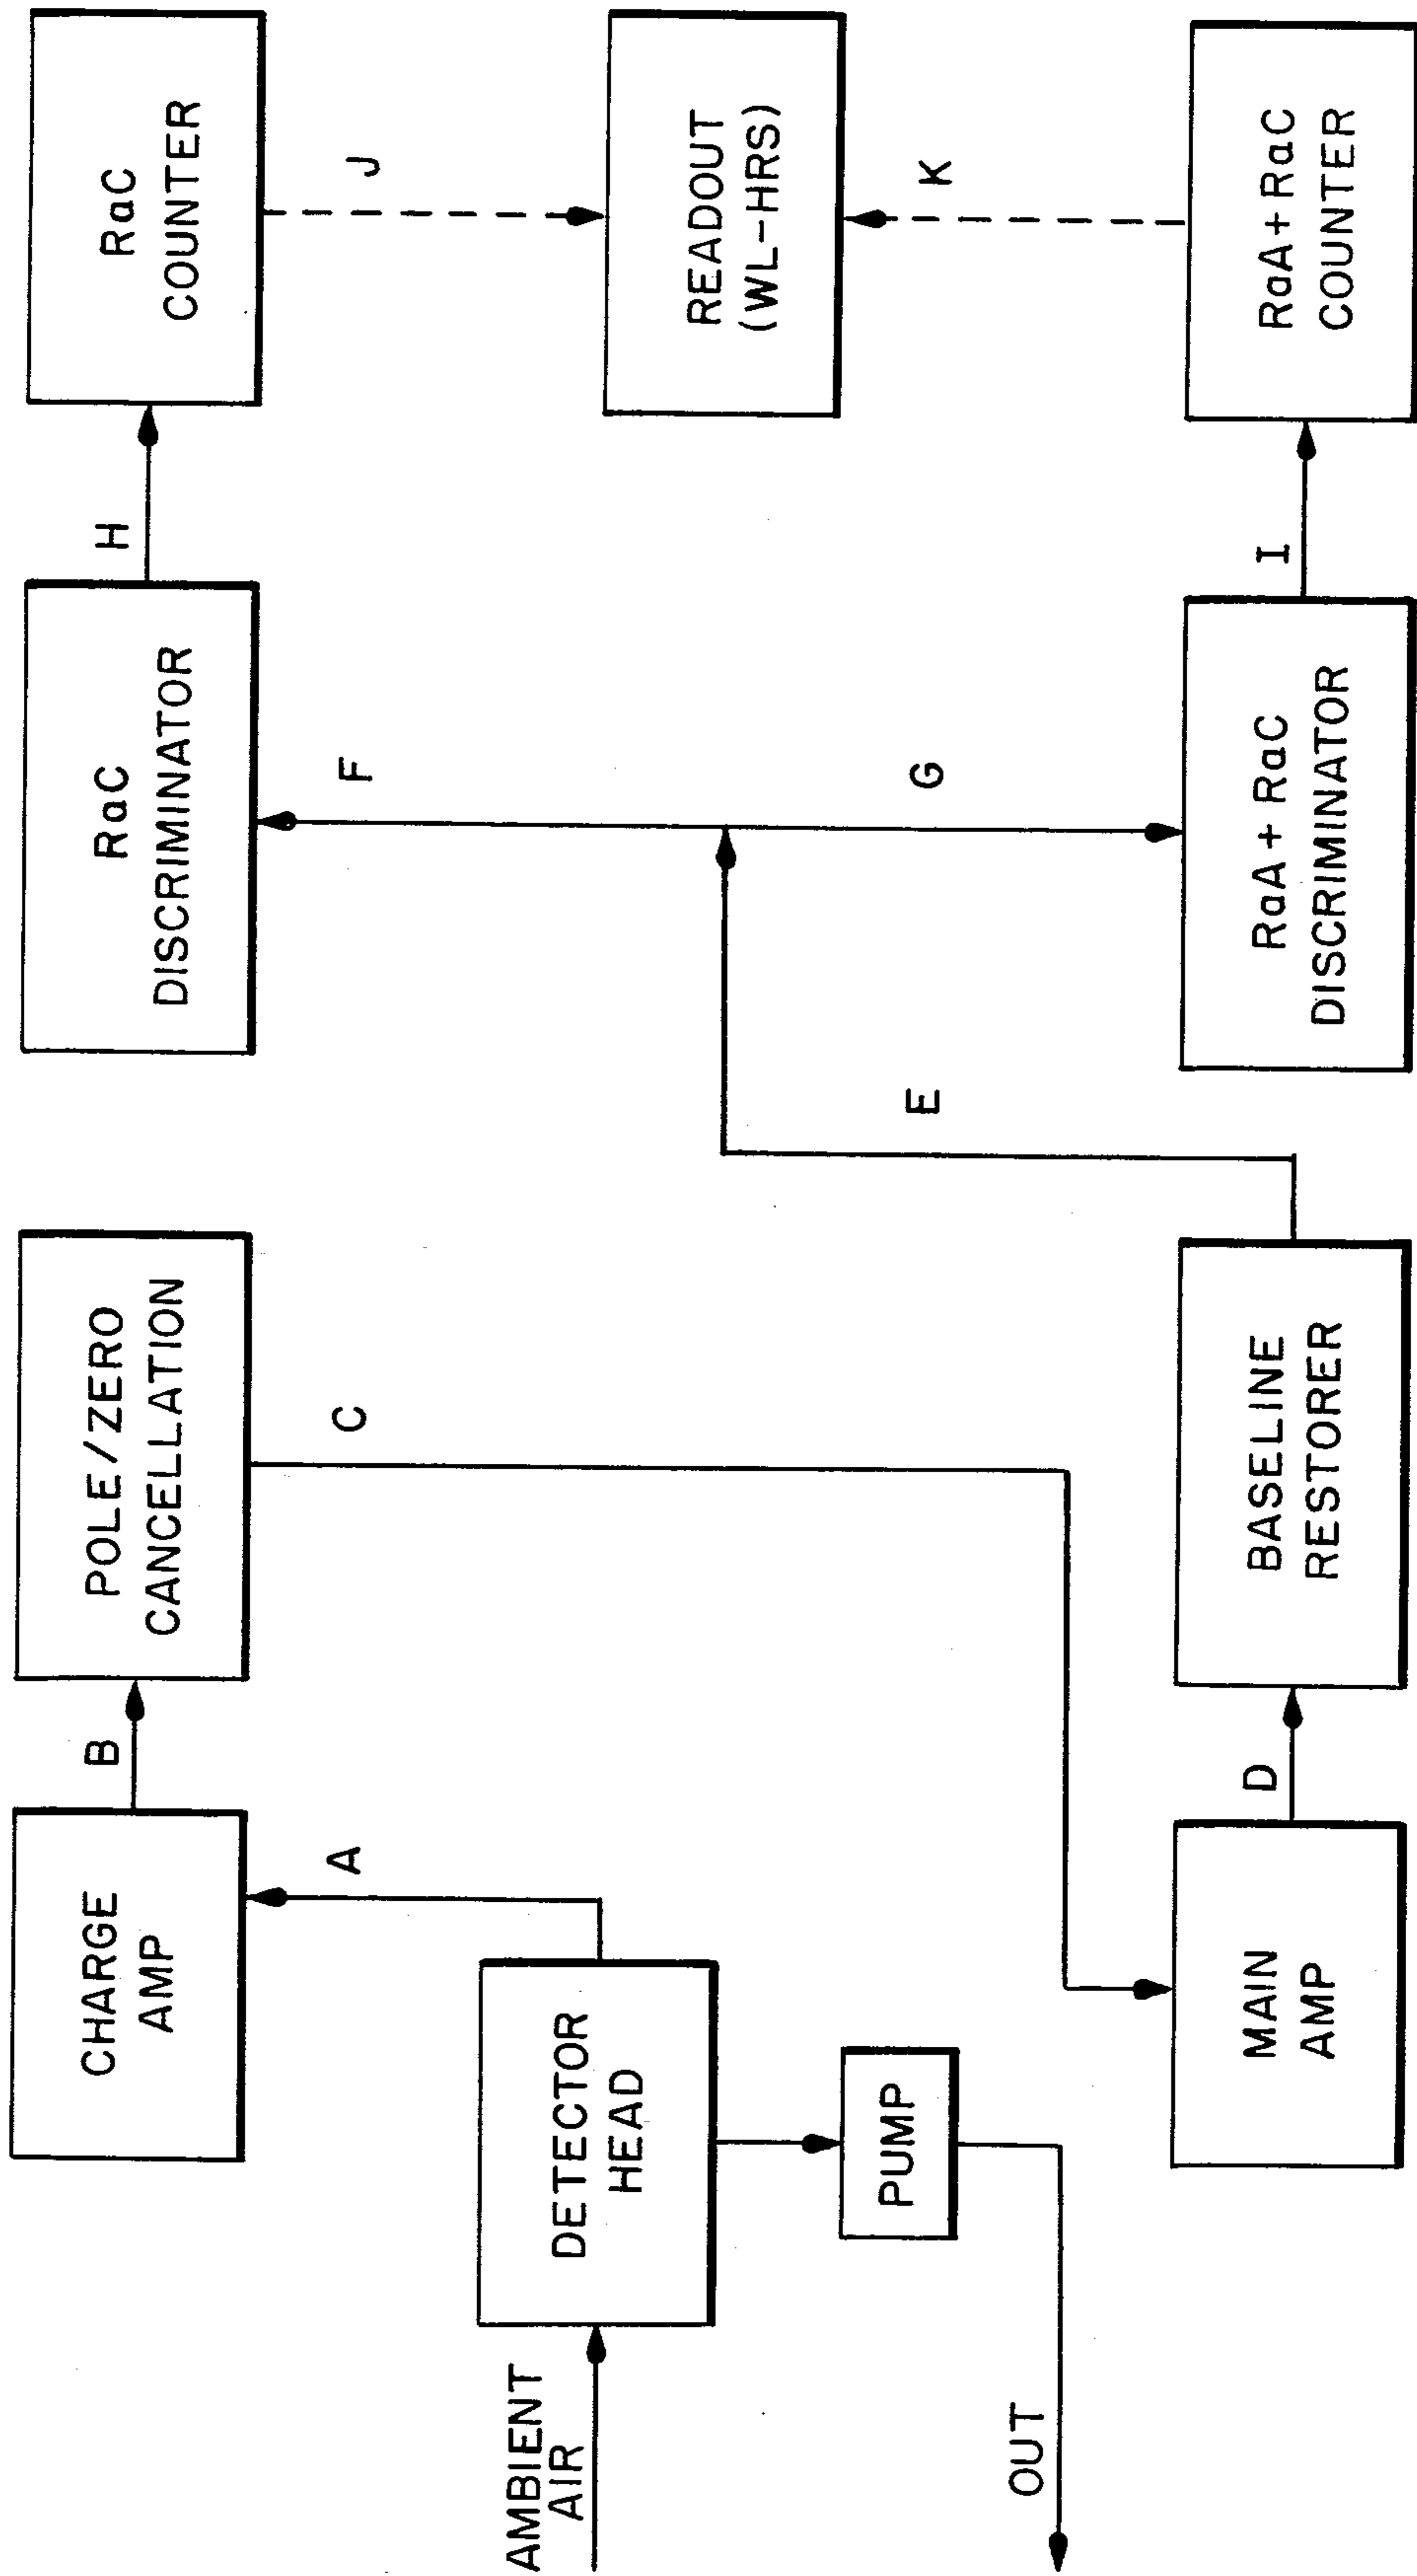 CHARGE
AMP
B
POLE/ZERO
CANCELLATION
RaC
DISCRIMINATOR
H
RaC
COUNTER
A
C
F
J
AMBIENT
AIR
DETECTOR
HEAD
READOUT
(WL-HRS)
PUMP
E
G
K
OUT
MAIN
AMP
D
BASELINE
RESTORER
RaA+RaC
DISCRIMINATOR
I
RaA+RaC
COUNTER